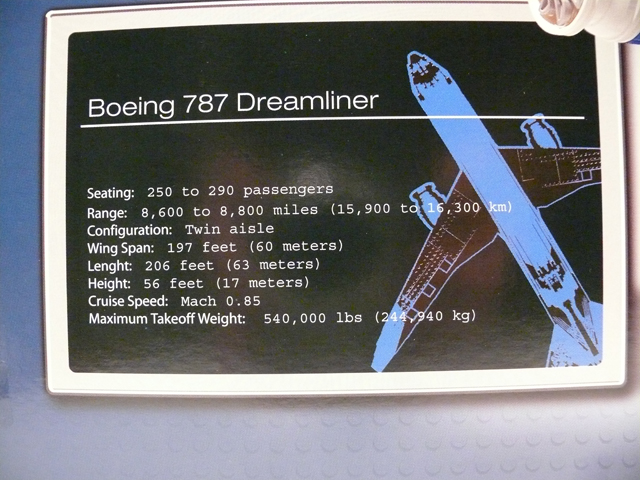 Boeing 787 Dreamliner
Seating: 250 to 290 passengers
Range: 8,600 to 8,800 miles (15,900 to 16,300 km)
Configuration: Twin aisle
Wing Span: 197 feet (60 meters)
Lenght: 206 feet (63 meters)
Height: 56 feet (17 meters)
Cruise Speed: Mach 0.85
Maximum Takeoff Weight: 540,000 lbs (244,940 kg)